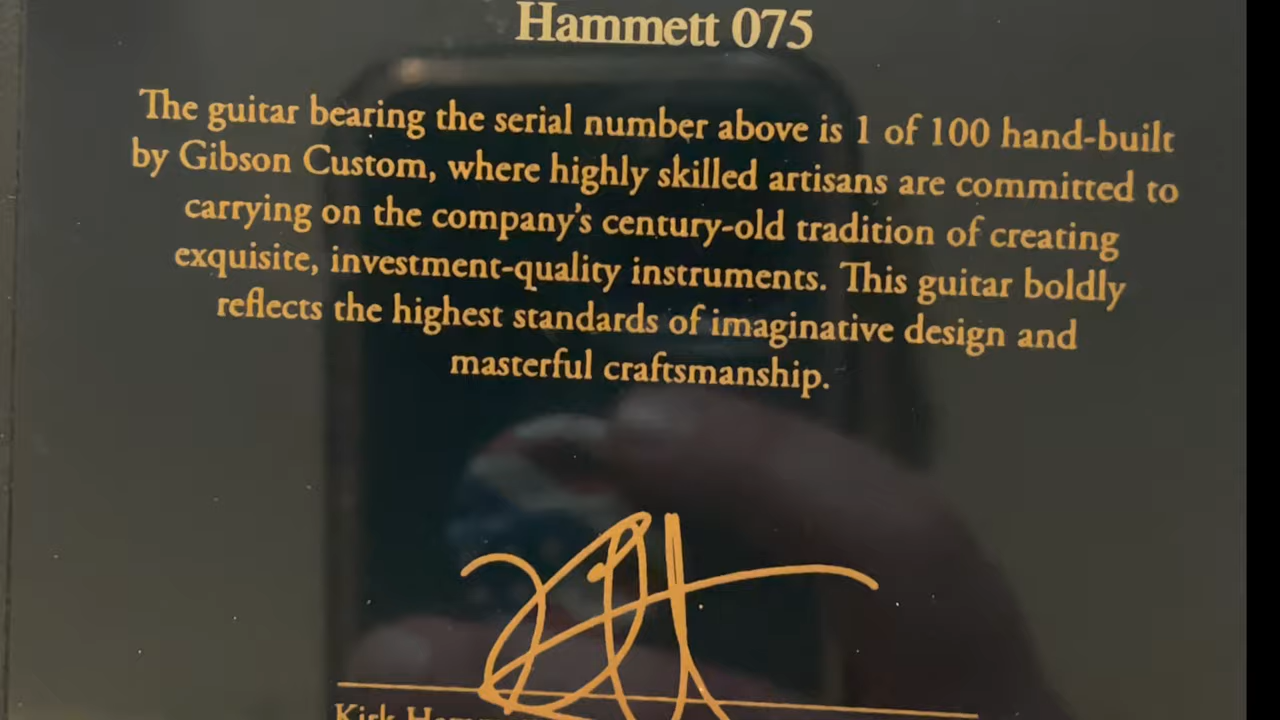 Hammett 075
The guitar bearing the serial number above is 1 of 100 hand-built
by Gibson Custom, where highly skilled artisans are committed to
carrying on the company's century-old tradition of creating
exquisite, investment-quality instruments. This guitar boldly
reflects the highest standards of imaginative design and
masterful craftsmanship.
Kirk